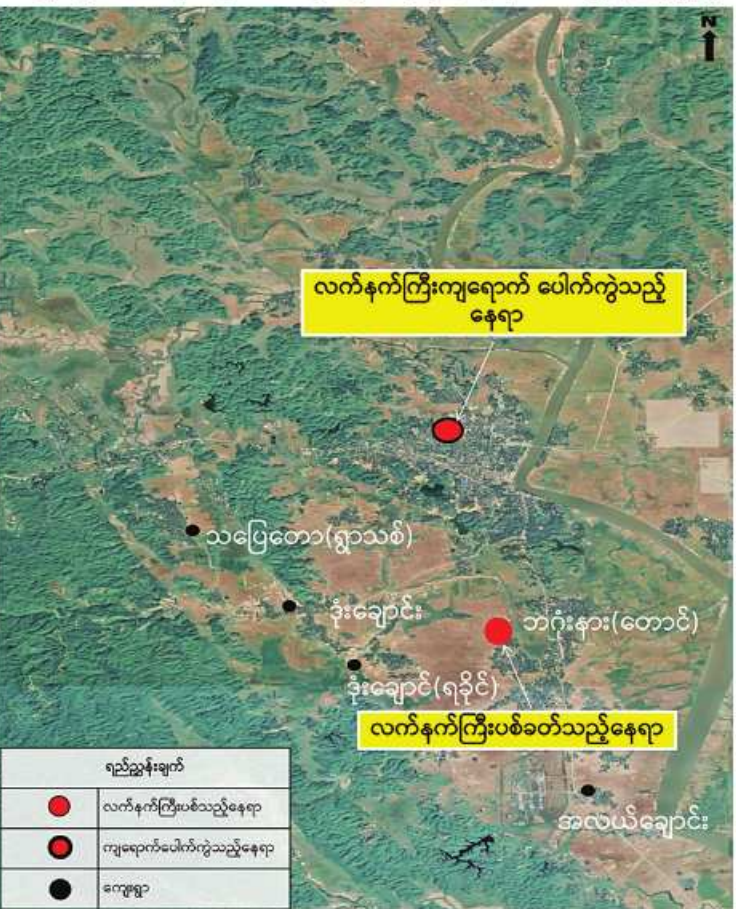 N
လက်နက်ကြီးကျရောက် ပေါက်ကွဲသည့်
နေရာ
သပြေတော(ရွာသစ်)
ဒုံးချောင်း
ဘဂုံးနား(တောင်)
ဒုံးချောင်(ရခိုင်)
လက်နက်ကြီးပစ်ခတ်သည့်နေရာ
အလယ်ချောင်း
ရည်ညွှန်းချက်
လက်နက်ကြီးပစ်သည့်နေရာ
ကျရောက်ပေါက်ကွဲသည့်နေရာ
ကျေးရွာ